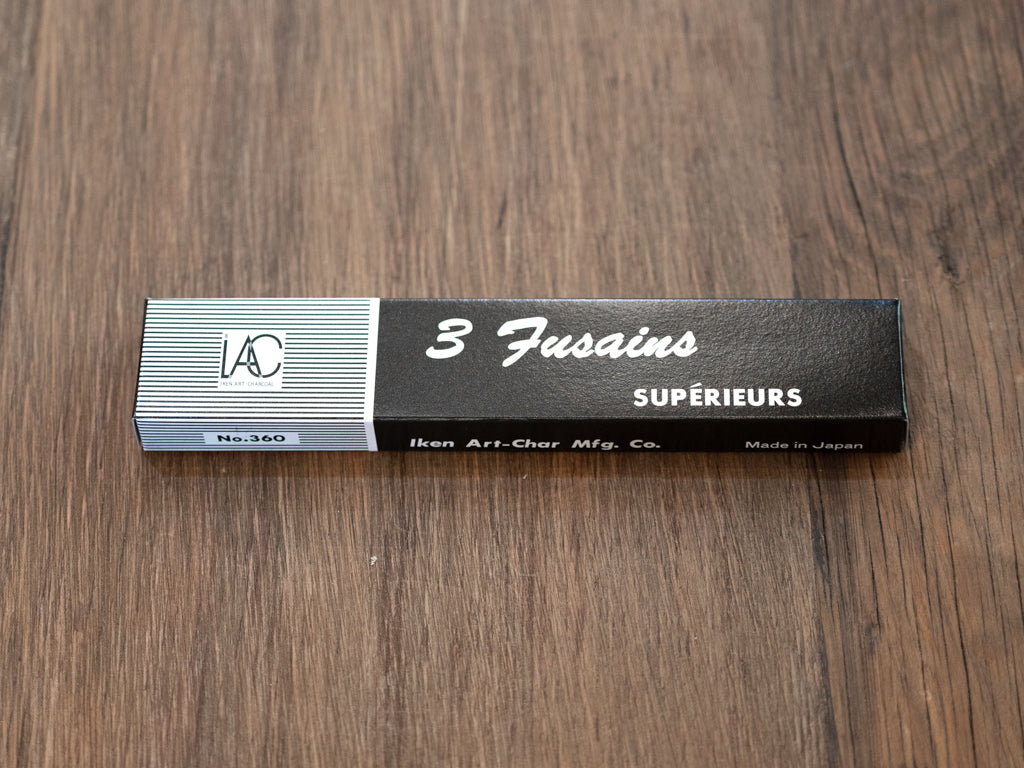 IAC
IKEN ART-CHARCOAL
3 Fusains
SUPÉRIEURS
No.360
Iken Art-Char Mfg. Co.
Made in Japan